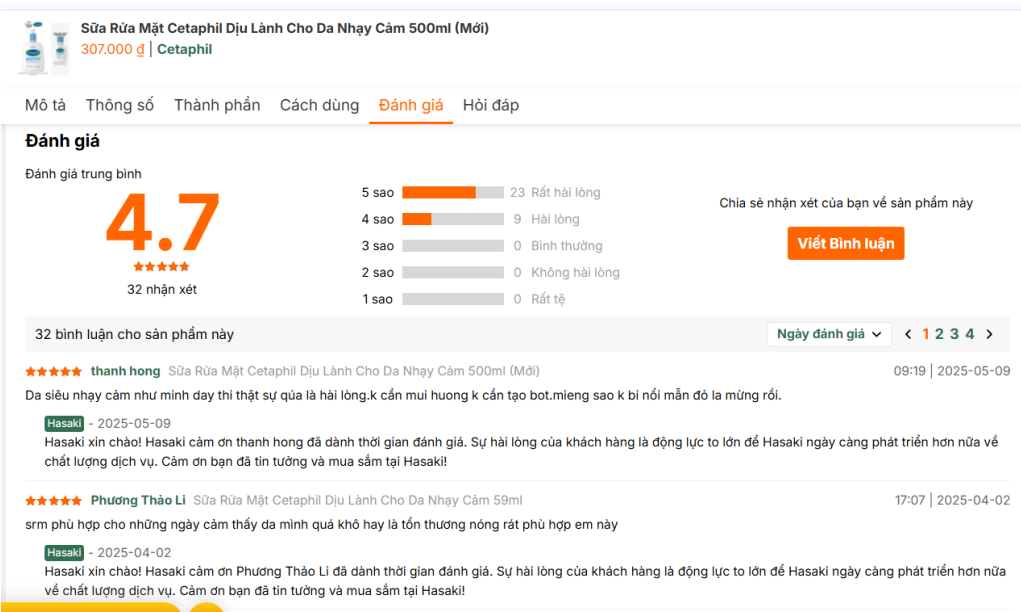 Sữa Rửa Mặt Cetaphil Dịu Lành Cho Da Nhạy Cảm 500ml (Mới)
307.000 ₫ | Cetaphil
Mô tả Thông số Thành phần Cách dùng Đánh giá Hỏi đáp
Đánh giá
Đánh giá trung bình
4.7
32 nhận xét
5 sao 23 Rất hài lòng
4 sao 9 Hài lòng
3 sao 0 Bình thường
2 sao 0 Không hài lòng
1 sao 0 Rất tệ
Chia sẻ nhận xét của bạn về sản phẩm này
Viết Bình luận
32 bình luận cho sản phẩm này
Ngày đánh giá 1 2 3 4
thanh hong Sữa Rửa Mặt Cetaphil Dịu Lành Cho Da Nhạy Cảm 500ml (Mới) 09:19 | 2025-05-09
Da siêu nhạy cảm như minh day thi thật sự qúa là hài lòng.k cần mui huong k cần tạo bot.mieng sao k bi nổi mẫn đỏ la mừng rồi.
Hasaki - 2025-05-09
Hasaki xin chào! Hasaki cảm ơn thanh hong đã dành thời gian đánh giá. Sự hài lòng của khách hàng là động lực to lớn để Hasaki ngày càng phát triển hơn nữa về
chất lượng dịch vụ. Cảm ơn bạn đã tin tưởng và mua sắm tại Hasaki!
Phương Thảo Li Sữa Rửa Mặt Cetaphil Dịu Lành Cho Da Nhạy Cảm 59ml 17:07 | 2025-04-02
srm phù hợp cho những ngày cảm thấy da mình quá khô hay là tổn thương nóng rát phù hợp em này
Hasaki - 2025-04-02
Hasaki xin chào! Hasaki cảm ơn Phương Thảo Li đã dành thời gian đánh giá. Sự hài lòng của khách hàng là động lực to lớn để Hasaki ngày càng phát triển hơn nữa
về chất lượng dịch vụ. Cảm ơn bạn đã tin tưởng và mua sắm tại Hasaki!